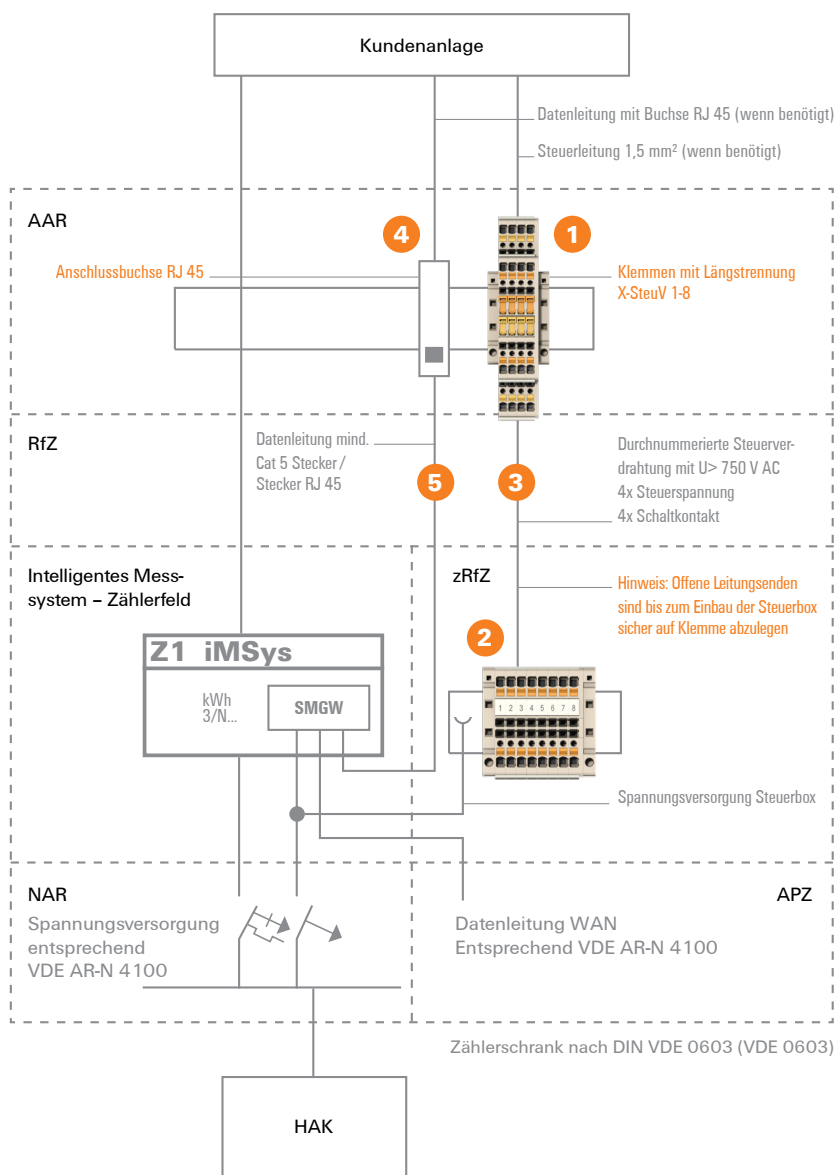 Kundenanlage
Datenleitung mit Buchse RJ 45 (wenn benötigt)
Steuerleitung 1,5 mm² (wenn benötigt)
AAR
4
1
Anschlussbuchse RJ 45
Klemmen mit Längstrennung
X-SteuV 1-8
RfZ
Datenleitung mind.
Cat 5 Stecker /
Stecker RJ 45
5
3
Durchnummerierte Steuerver-
drahtung mit U> 750 V AC
4x Steuerspannung
4x Schaltkontakt
Intelligentes Mess-
system – Zählerfeld
zRfZ
Hinweis: Offene Leitungsenden
sind bis zum Einbau der Steuerbox
sicher auf Klemme abzulegen
2
Z1 iMSys
kWh
3/N...
SMGW
1 2 3 4 5 6 7 8
Spannungsversorgung Steuerbox
NAR
Spannungsversorgung
entsprechend
VDE AR-N 4100
APZ
Datenleitung WAN
Entsprechend VDE AR-N 4100
Zählerschrank nach DIN VDE 0603 (VDE 0603)
HAK